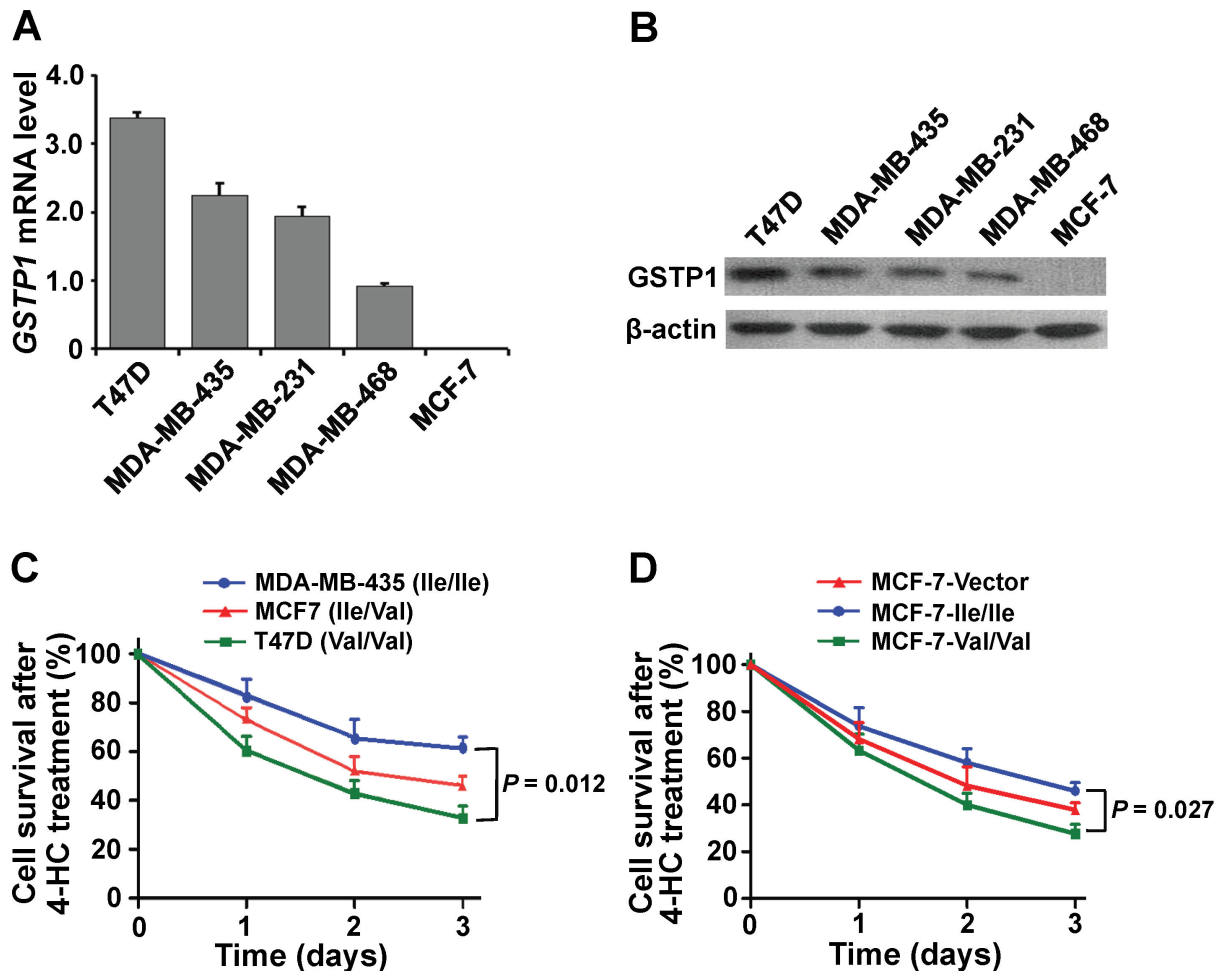 A
GSTP1 mRNA level
4.0
3.0
2.0
1.0
0
T47D
MDA-MB-435
MDA-MB-231
MDA-MB-468
MCF-7
B
T47D
MDA-MB-435
MDA-MB-231
MDA-MB-468
MCF-7
GSTP1
β-actin
C
MDA-MB-435 (Ile/Ile)
MCF7 (Ile/Val)
T47D (Val/Val)
Cell survival after
4-HC treatment (%)
100
80
60
40
20
0
P = 0.012
0 1 2 3
Time (days)
D
MCF-7-Vector
MCF-7-Ile/Ile
MCF-7-Val/Val
Cell survival after
4-HC treatment (%)
100
80
60
40
20
0
P = 0.027
0 1 2 3
Time (days)